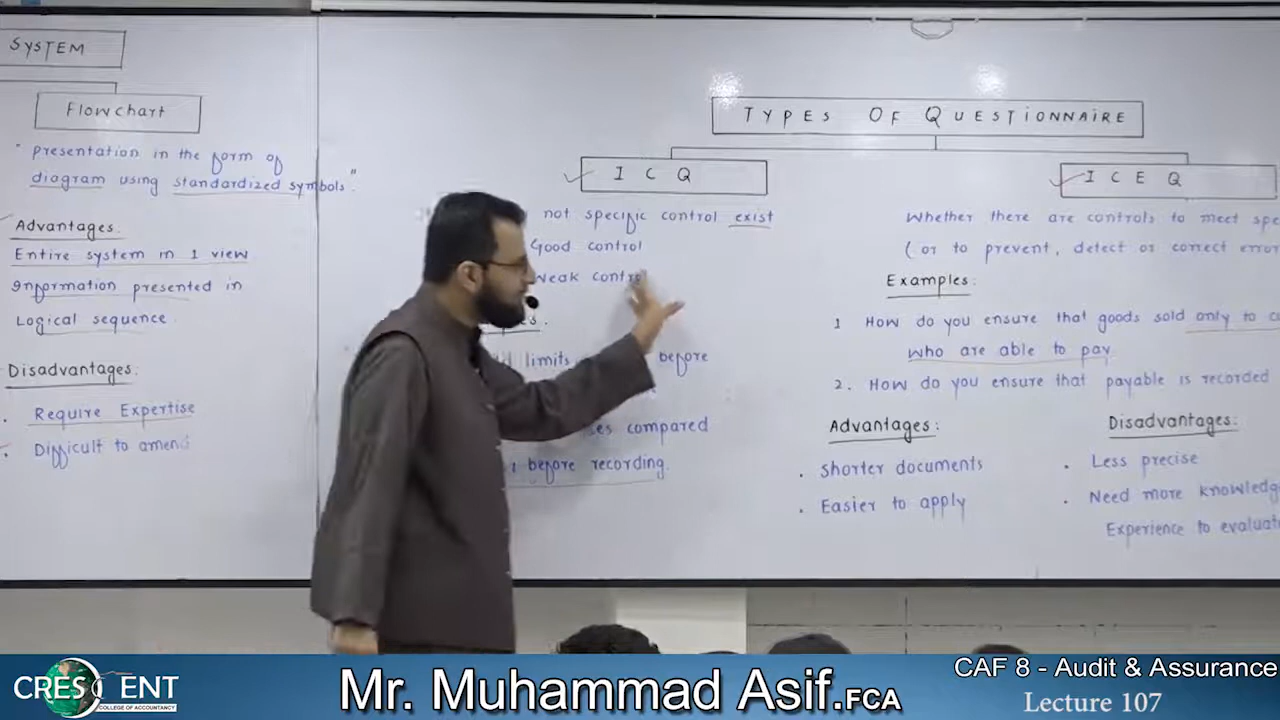 SYSTEM
Flowchart
"presentation in the form of
diagram using standardized symbols"
Advantages:
Entire system in 1 view
Information presented in
Logical sequence
Disadvantages:
Require Expertise
Difficult to amend
TYPES OF QUESTIONNAIRE
ICQ
not specific control exist
Good control
weak control
limits before
compared
before recording.
ICEQ
Whether there are controls to meet
(or to prevent, detect or correct
Examples:
1 How do you ensure that goods sold only to
who are able to pay
2. How do you ensure that payable is recorded
Advantages:
. Shorter documents
. Easier to apply
Disadvantages:
. Less precise
. Need more
Experience to
CRESCENT
COLLEGE OF ACCOUNTANCY
Mr. Muhammad Asif.FCA
CAF 8 - Audit & Assurance
Lecture 107